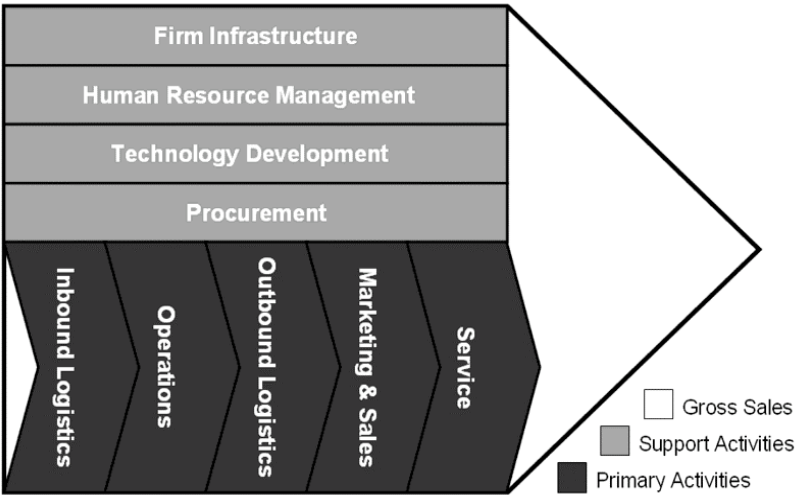 Firm Infrastructure
Human Resource Management
Technology Development
Procurement
Inbound Logistics
Operations
Outbound Logistics
Marketing & Sales
Service
Gross Sales
Support Activities
Primary Activities